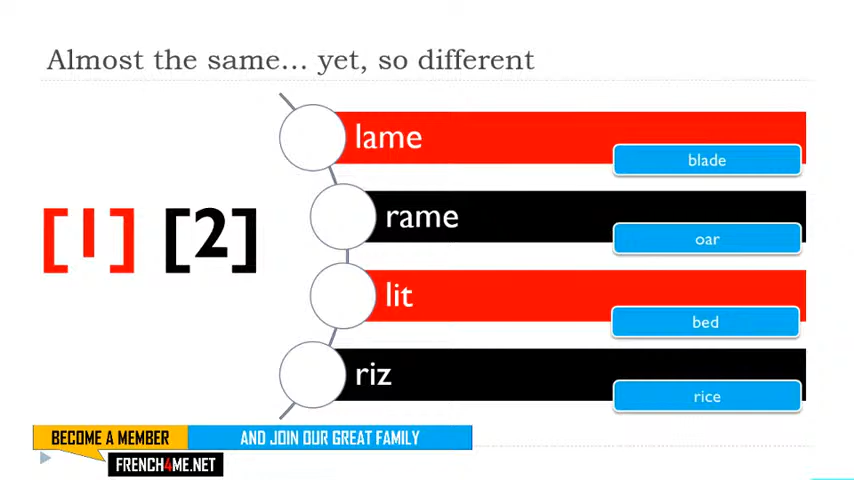 Almost the same... yet, so different
lame
blade
[1] [2]
rame
oar
lit
bed
riz
rice
BECOME A MEMBER
AND JOIN OUR GREAT FAMILY
FRENCH4ME.NET